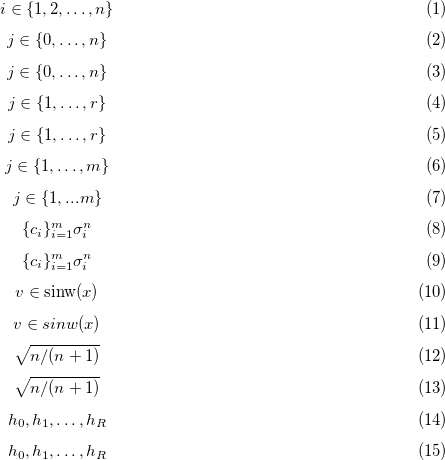 i ∈ {1, 2, . . . , n} (1)
j ∈ {0, . . . , n} (2)
j ∈ {0, . . . , n} (3)
j ∈ {1, . . . , r} (4)
j ∈ {1, . . . , r} (5)
j ∈ {1, . . . , m} (6)
j ∈ {1, ...m} (7)
{c_i}_{i=1}^m σ_i^n (8)
{c_i}_{i=1}^m σ_i^n (9)
v ∈ sinw(x) (10)
v ∈ sinw(x) (11)
√(n/(n + 1)) (12)
√(n/(n + 1)) (13)
h_0, h_1, . . . , h_R (14)
h_0, h_1, . . . , h_R (15)